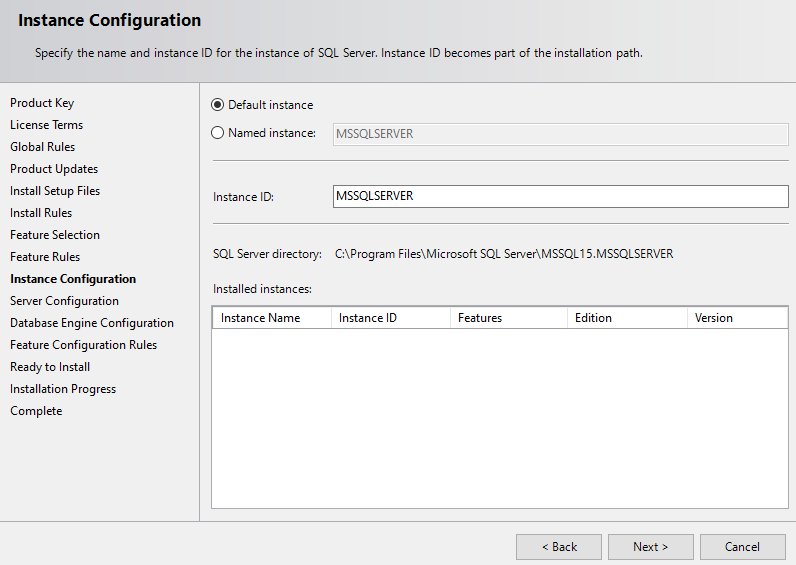 Instance Configuration
Specify the name and instance ID for the instance of SQL Server. Instance ID becomes part of the installation path.
Product Key
License Terms
Global Rules
Product Updates
Install Setup Files
Install Rules
Feature Selection
Feature Rules
Instance Configuration
Server Configuration
Database Engine Configuration
Feature Configuration Rules
Ready to Install
Installation Progress
Complete
Default instance
Named instance: MSSQLSERVER
Instance ID: MSSQLSERVER
SQL Server directory: C:\Program Files\Microsoft SQL Server\MSSQL15.MSSQLSERVER
Installed instances:
Instance Name Instance ID Features Edition Version
< Back Next > Cancel